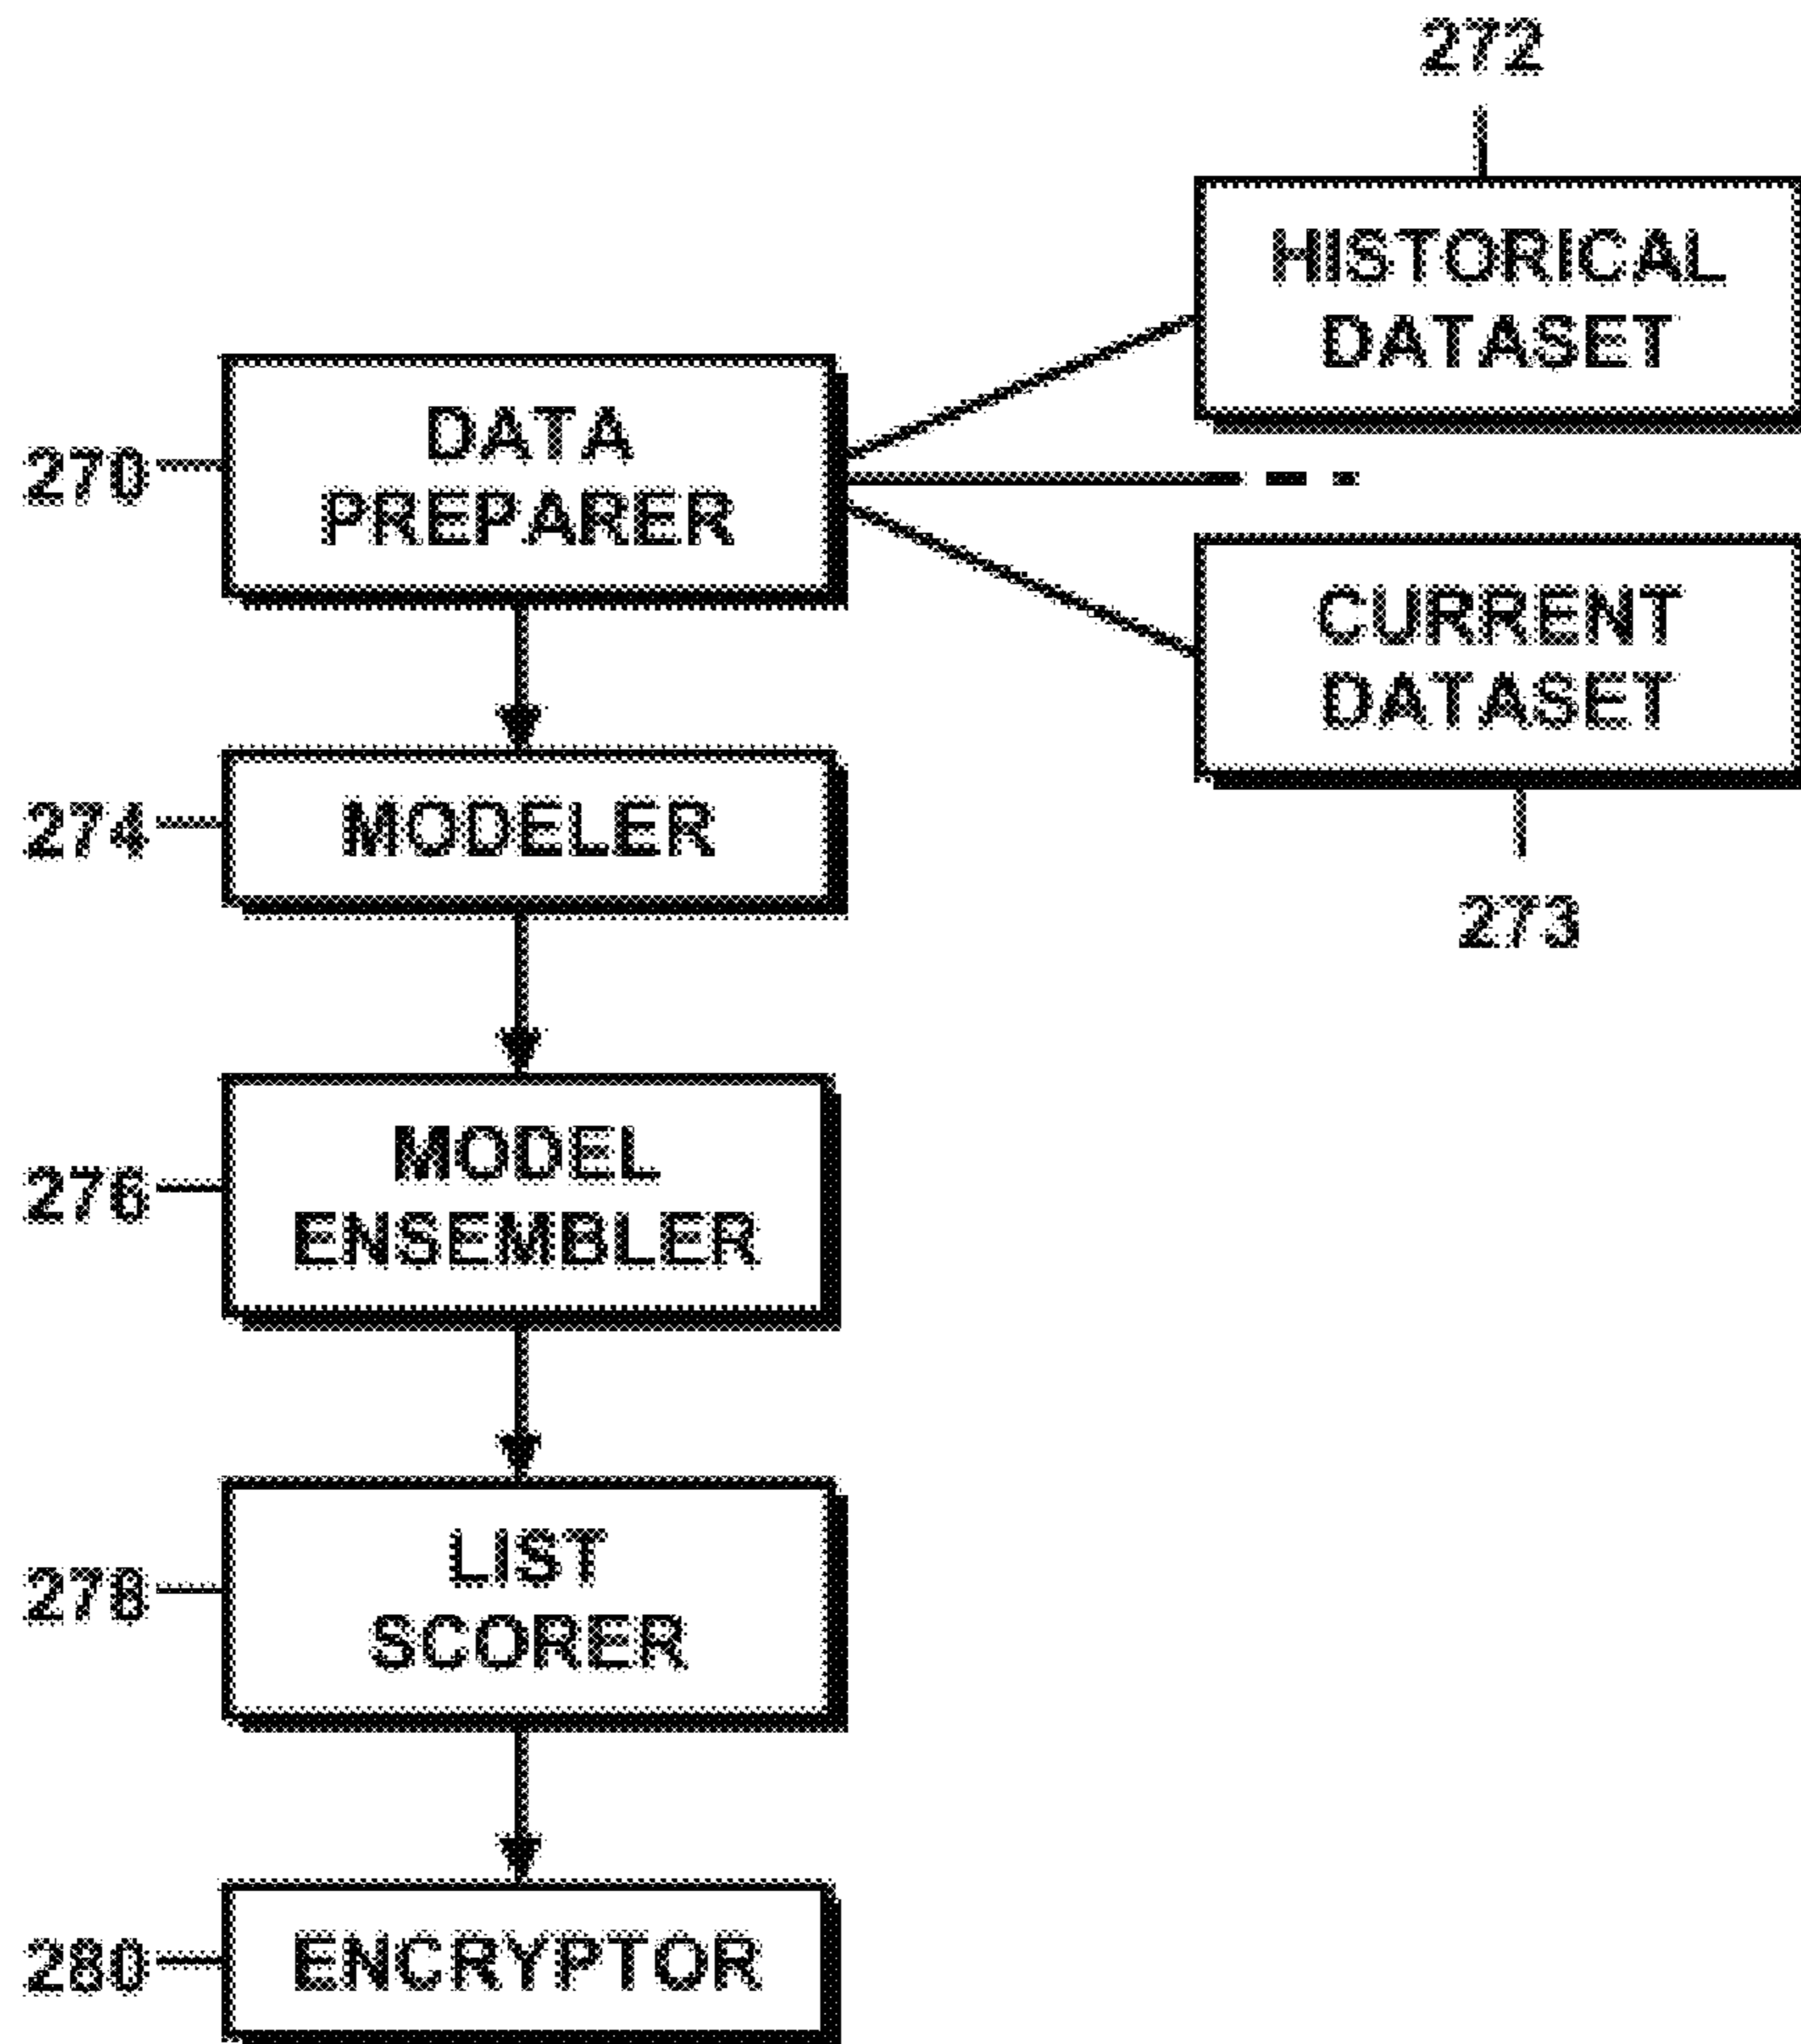 272
HISTORICAL
DATASET
270
DATA
PREPARER
CURRENT
DATASET
273
274
MODELER
276
MODEL
ENSEMBLER
278
LIST
SCORER
280
ENCRYPTOR